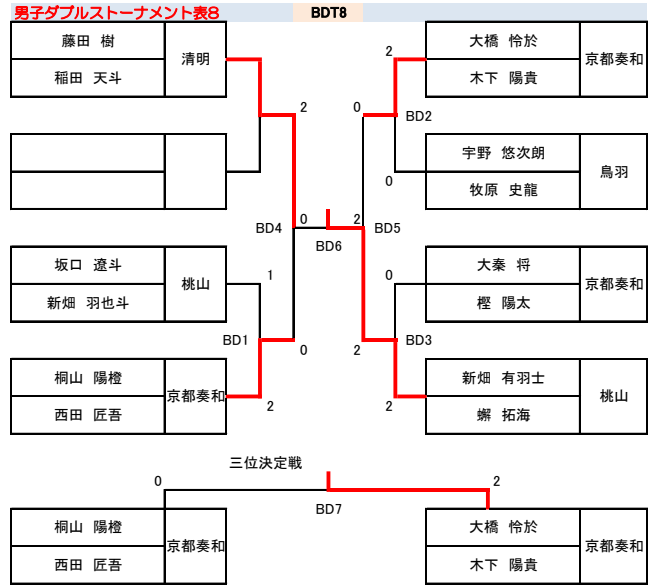 男子ダブルストーナメント表8 BDT8
藤田 樹
稲田 天斗
清明
大橋 怜於
木下 陽貴
京都奏和
2
2
0
BD2
宇野 悠次朗
牧原 史龍
鳥羽
0
BD4
0
2
BD5
BD6
坂口 遼斗
新畑 羽也斗
桃山
1
大秦 将
樫 陽太
京都奏和
0
BD1
0
2
BD3
桐山 陽橙
西田 匠吾
京都奏和
2
新畑 有羽士
蠏 拓海
桃山
2
三位決定戦
0
2
BD7
桐山 陽橙
西田 匠吾
京都奏和
大橋 怜於
木下 陽貴
京都奏和